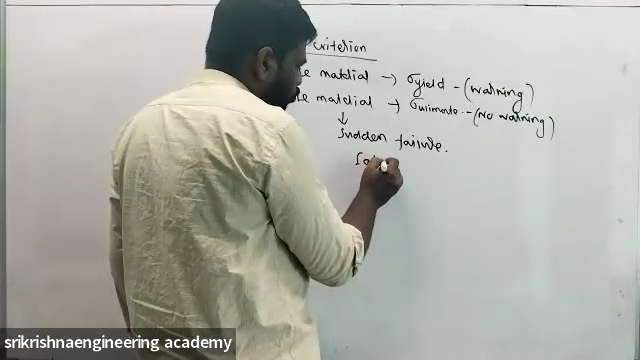 criterion
material → σyield - (warning)
material → σultimate - (No warning)
↓
Sudden failure.
srikrishnaengineering academy